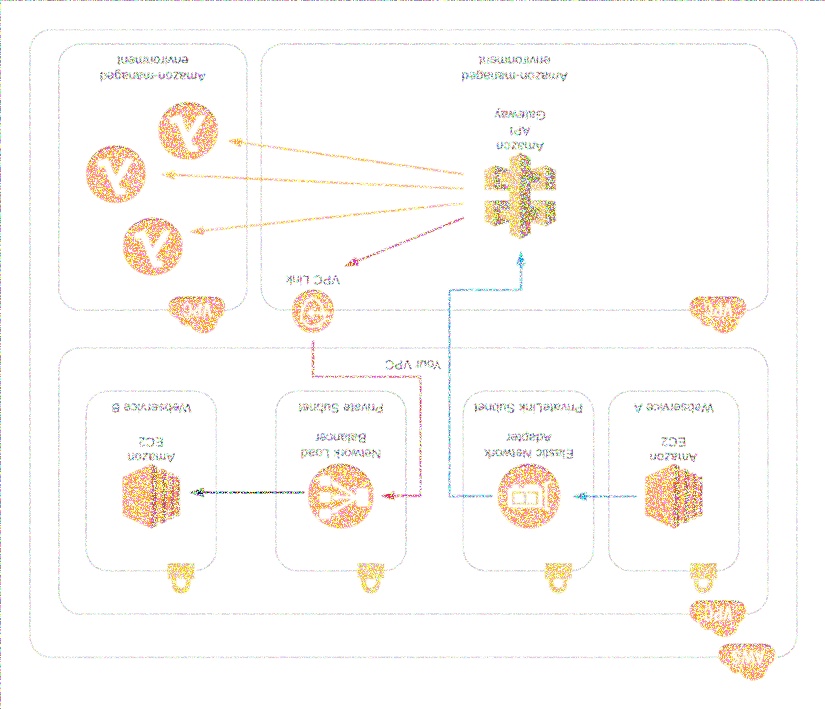 AWS
VPC
Webservice A
Amazon
EC2
PrivateLink Subnet
Elastic Network
Adapter
Private Subnet
Network Load
Balancer
Webservice B
Amazon
EC2
Your VPC
VPC
VPC
VPC Link
Amazon
API
Gateway
Amazon-managed
environment
Amazon-managed
environment